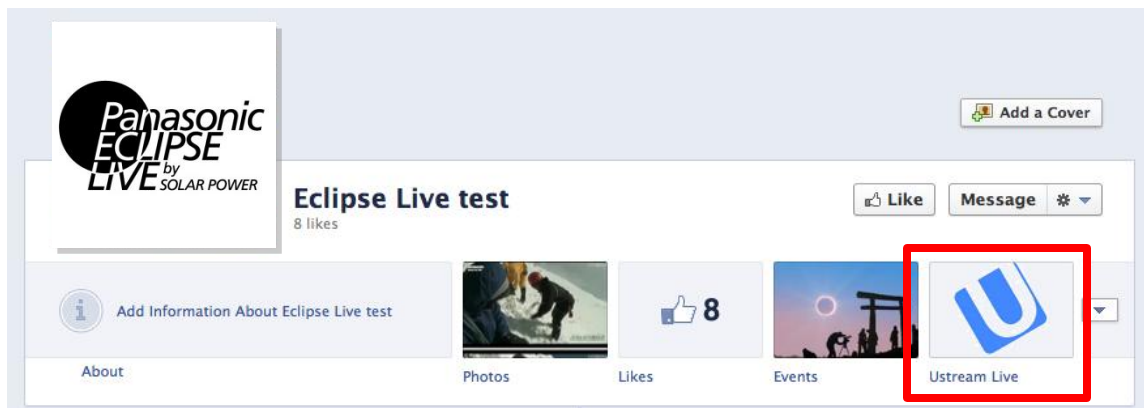 Panasonic
ECLIPSE
LIVE by
SOLAR POWER
Add a Cover
Eclipse Live test
8 likes
Like
Message
Add Information About Eclipse Live test
8
About
Photos
Likes
Events
Ustream Live